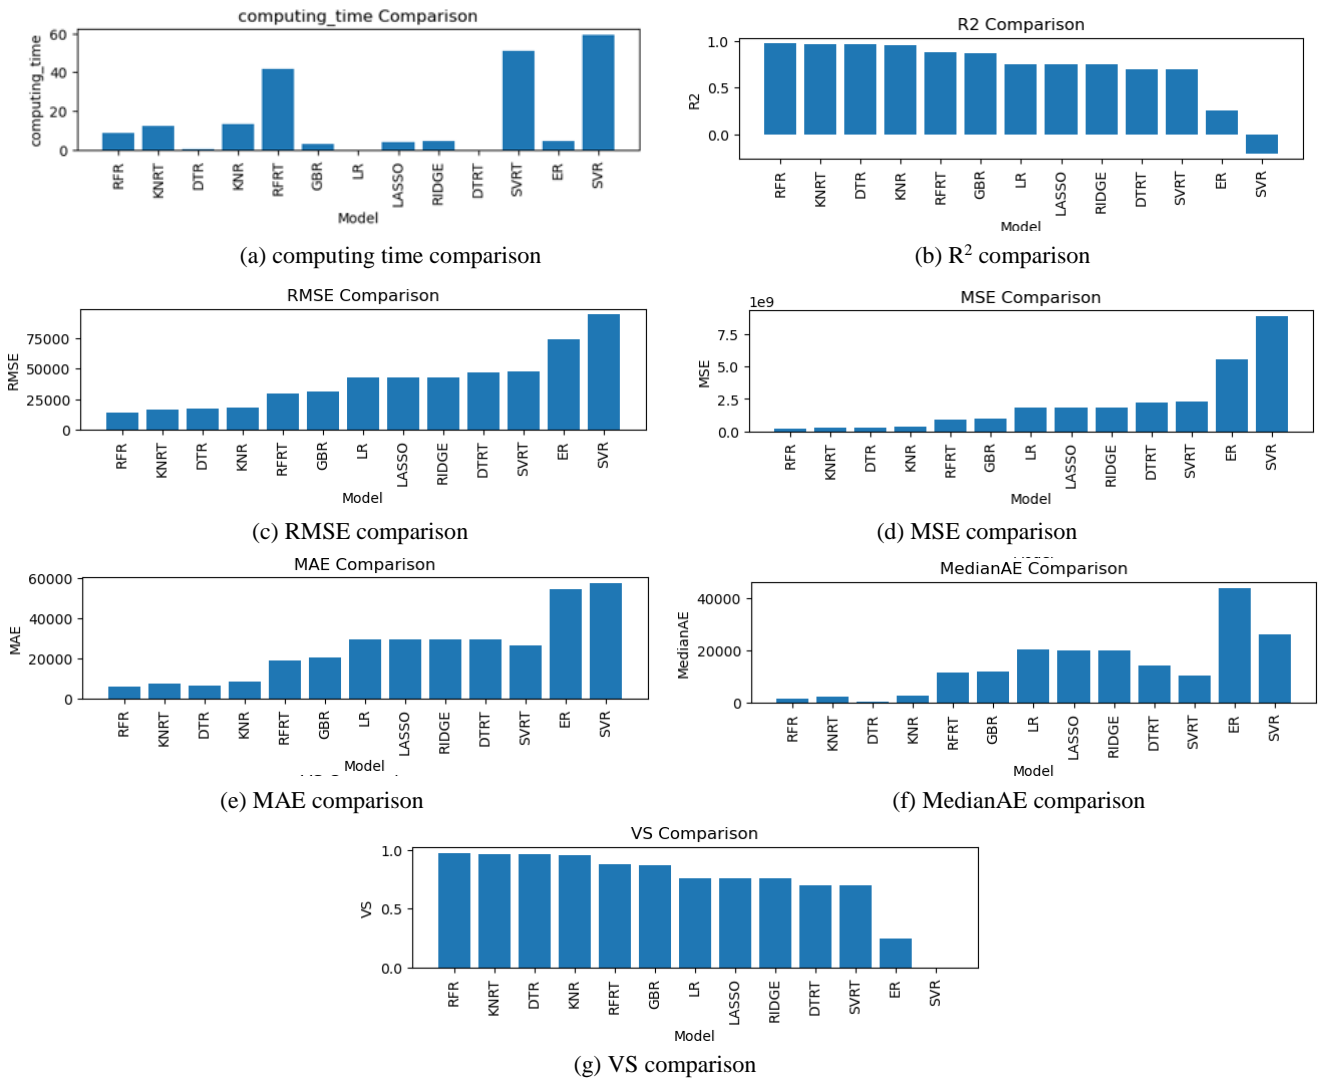 computing_time Comparison
computing_time
60
40
20
0
RFR
KNRT
DTR
KNR
RFRT
GBR
LR
LASSO
RIDGE
DTRT
SVRT
ER
SVR
Model
(a) computing time comparison
R2 Comparison
R2
1.0
0.5
0.0
RFR
KNRT
DTR
KNR
RFRT
GBR
LR
LASSO
RIDGE
DTRT
SVRT
ER
SVR
Model
(b) R² comparison
RMSE Comparison
RMSE
75000
50000
25000
0
RFR
KNRT
DTR
KNR
RFRT
GBR
LR
LASSO
RIDGE
DTRT
SVRT
ER
SVR
Model
(c) RMSE comparison
MSE Comparison
1e9
MSE
7.5
5.0
2.5
0.0
RFR
KNRT
DTR
KNR
RFRT
GBR
LR
LASSO
RIDGE
DTRT
SVRT
ER
SVR
Model
(d) MSE comparison
MAE Comparison
MAE
60000
40000
20000
0
RFR
KNRT
DTR
KNR
RFRT
GBR
LR
LASSO
RIDGE
DTRT
SVRT
ER
SVR
Model
(e) MAE comparison
MedianAE Comparison
MedianAE
40000
20000
0
RFR
KNRT
DTR
KNR
RFRT
GBR
LR
LASSO
RIDGE
DTRT
SVRT
ER
SVR
Model
(f) MedianAE comparison
VS Comparison
VS
1.0
0.5
0.0
RFR
KNRT
DTR
KNR
RFRT
GBR
LR
LASSO
RIDGE
DTRT
SVRT
ER
SVR
Model
(g) VS comparison